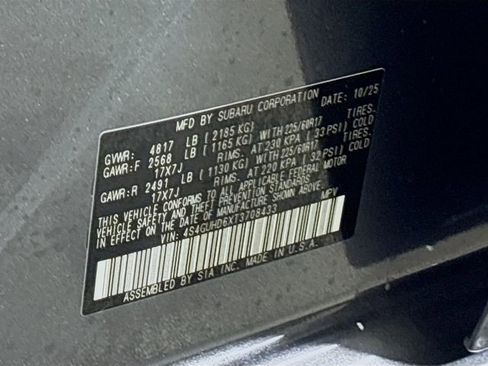 MFD BY SUBARU CORPORATION DATE: 10/25
GVWR: 4817 LB (2185 KG)
GAWR:F 2568 LB (1165 KG) WITH 225/60R17 TIRES.
17X7J RIMS. AT 230 KPA (33 PSI) COLD
GAWR:R 2491 LB (1130 KG) WITH 225/60R17 TIRES.
17X7J RIMS. AT 220 KPA (32 PSI) COLD
THIS VEHICLE CONFORMS TO ALL APPLICABLE FEDERAL MOTOR
VEHICLE SAFETY AND THEFT PREVENTION STANDARDS
IN EFFECT ON THE DATE OF MANUFACTURE SHOWN ABOVE.
VIN: 4S4GUHD6XT3708433 MPV
ASSEMBLED BY SIA INC. MADE IN U.S.A.